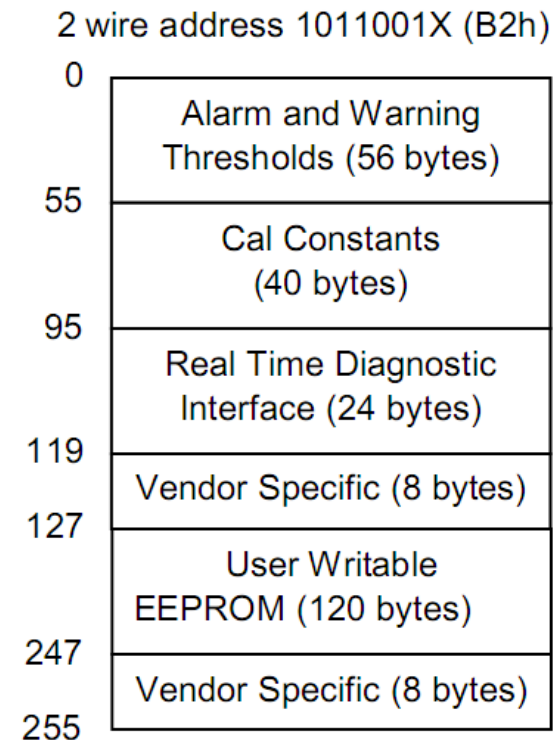 2 wire address 1011001X (B2h)
0
Alarm and Warning
Thresholds (56 bytes)
55
Cal Constants
(40 bytes)
95
Real Time Diagnostic
Interface (24 bytes)
119
Vendor Specific (8 bytes)
127
User Writable
EEPROM (120 bytes)
247
Vendor Specific (8 bytes)
255